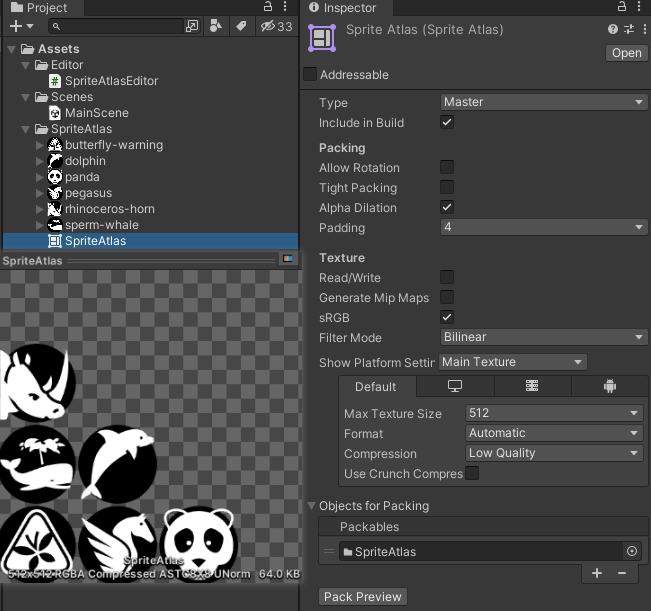 Project
33
Assets
Editor
SpriteAtlasEditor
Scenes
MainScene
SpriteAtlas
butterfly-warning
dolphin
panda
pegasus
rhinoceros-horn
sperm-whale
SpriteAtlas
SpriteAtlas
SpriteAtlas
512x512 RGBA Compressed ASTC8X8 UNorm 64.0 KB
Inspector
Sprite Atlas (Sprite Atlas)
Open
Addressable
Type Master
Include in Build
Packing
Allow Rotation
Tight Packing
Alpha Dilation
Padding 4
Texture
Read/Write
Generate Mip Maps
sRGB
Filter Mode Bilinear
Show Platform Settin Main Texture
Default
Max Texture Size 512
Format Automatic
Compression Low Quality
Use Crunch Compres
Objects for Packing
Packables
SpriteAtlas
Pack Preview